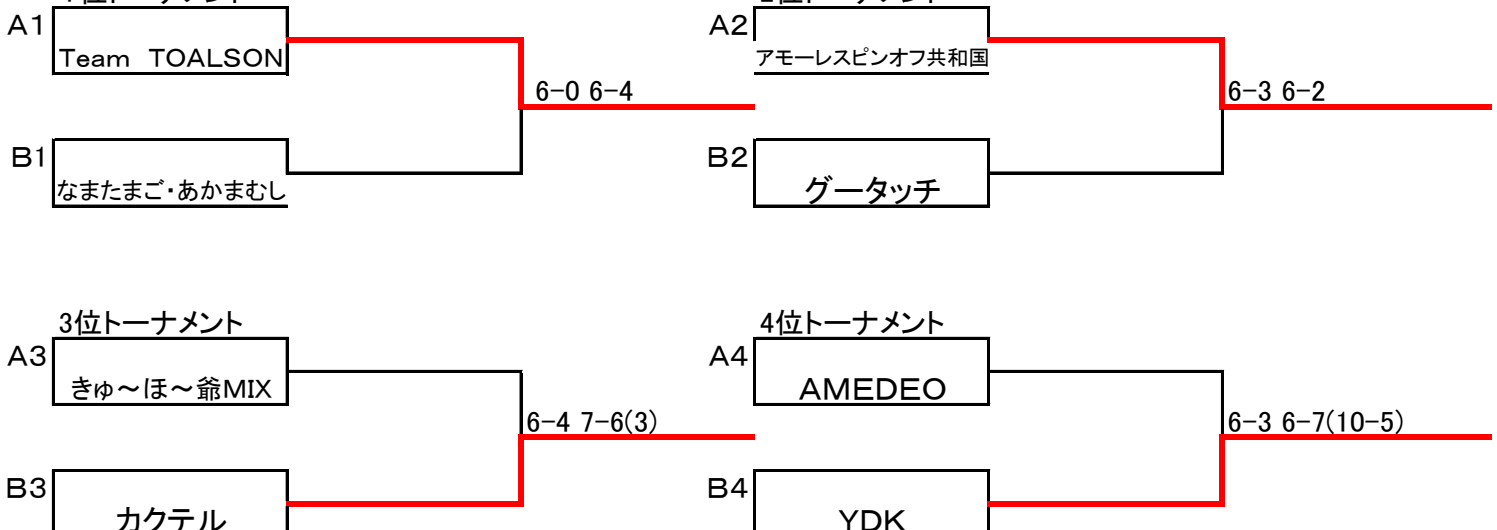 A1
Team TOALSON
6-0 6-4
B1
なまたまご・あかまむし
A2
アモーレスピンオフ共和国
6-3 6-2
B2
グータッチ
3位トーナメント
A3
きゅ～ほ～爺MIX
6-4 7-6(3)
B3
カクテル
4位トーナメント
A4
AMEDEO
6-3 6-7(10-5)
B4
YDK